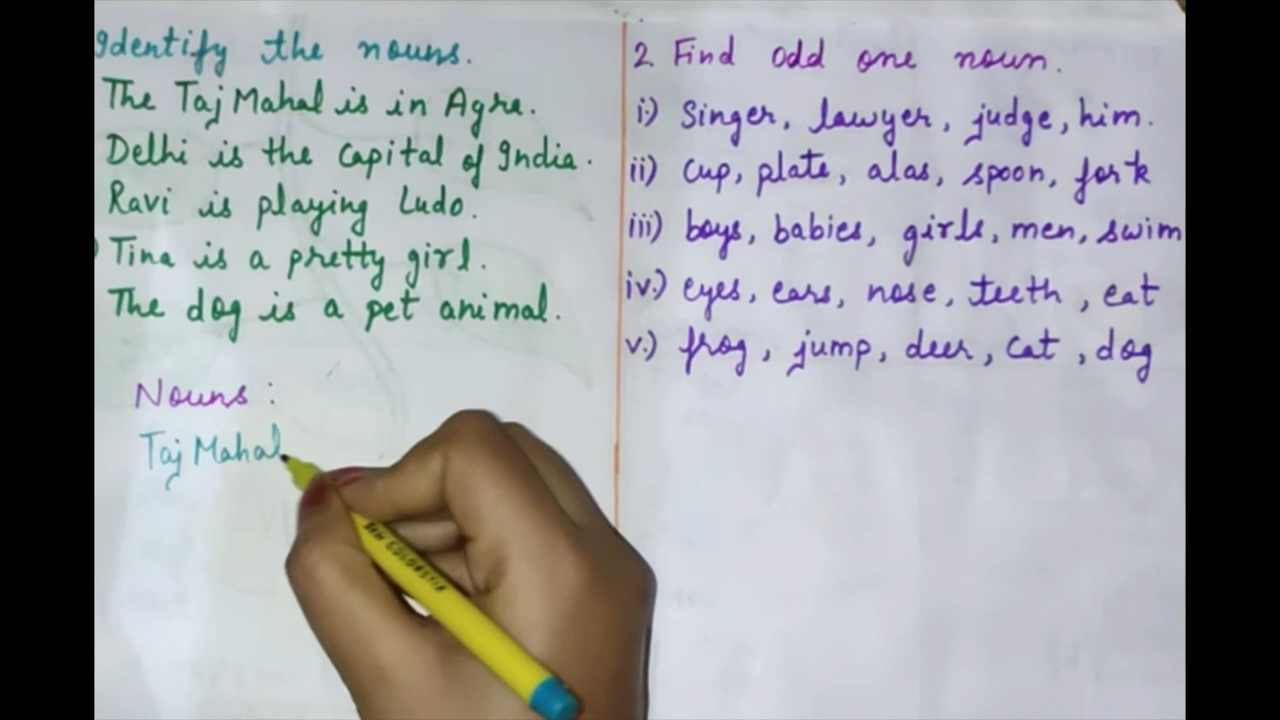 Identify the nouns.
The Taj Mahal is in Agra.
Delhi is the capital of India.
Ravi is playing Ludo.
) Tina is a pretty girl.
The dog is a pet animal.
Nouns:
Taj Mahal
2. Find odd one noun.
i) Singer, lawyer, judge, him.
ii) cup, plate, alas, spoon, fork
iii) boys, babies, girls, men, swim
iv.) eyes, ears, nose, teeth, eat
v.) frog, jump, deer, cat, dog